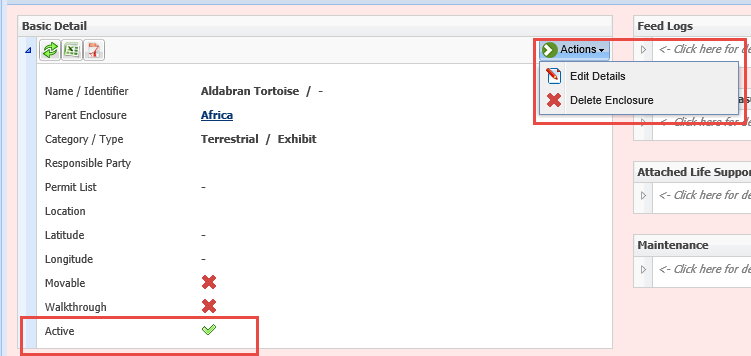 Basic Detail
Actions
Edit Details
Delete Enclosure
Name / Identifier Aldabran Tortoise / -
Parent Enclosure Africa
Category / Type Terrestrial / Exhibit
Responsible Party
Permit List -
Location
Latitude -
Longitude -
Movable
Walkthrough
Active
Feed Logs
<- Click here for de
<- Click here for de
Attached Life Suppo
<- Click here for de
Maintenance
<- Click here for de